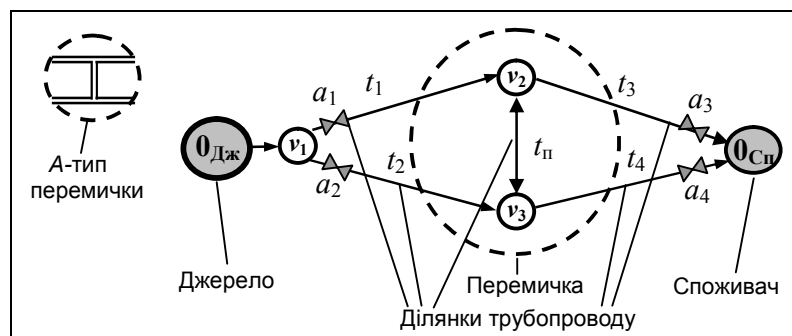 A-тип
перемички
0Дж
v1
a1
t1
a2
t2
v2
tп
v3
t3
a3
t4
a4
0Сп
Джерело
Перемичка
Споживач
Ділянки трубопроводу